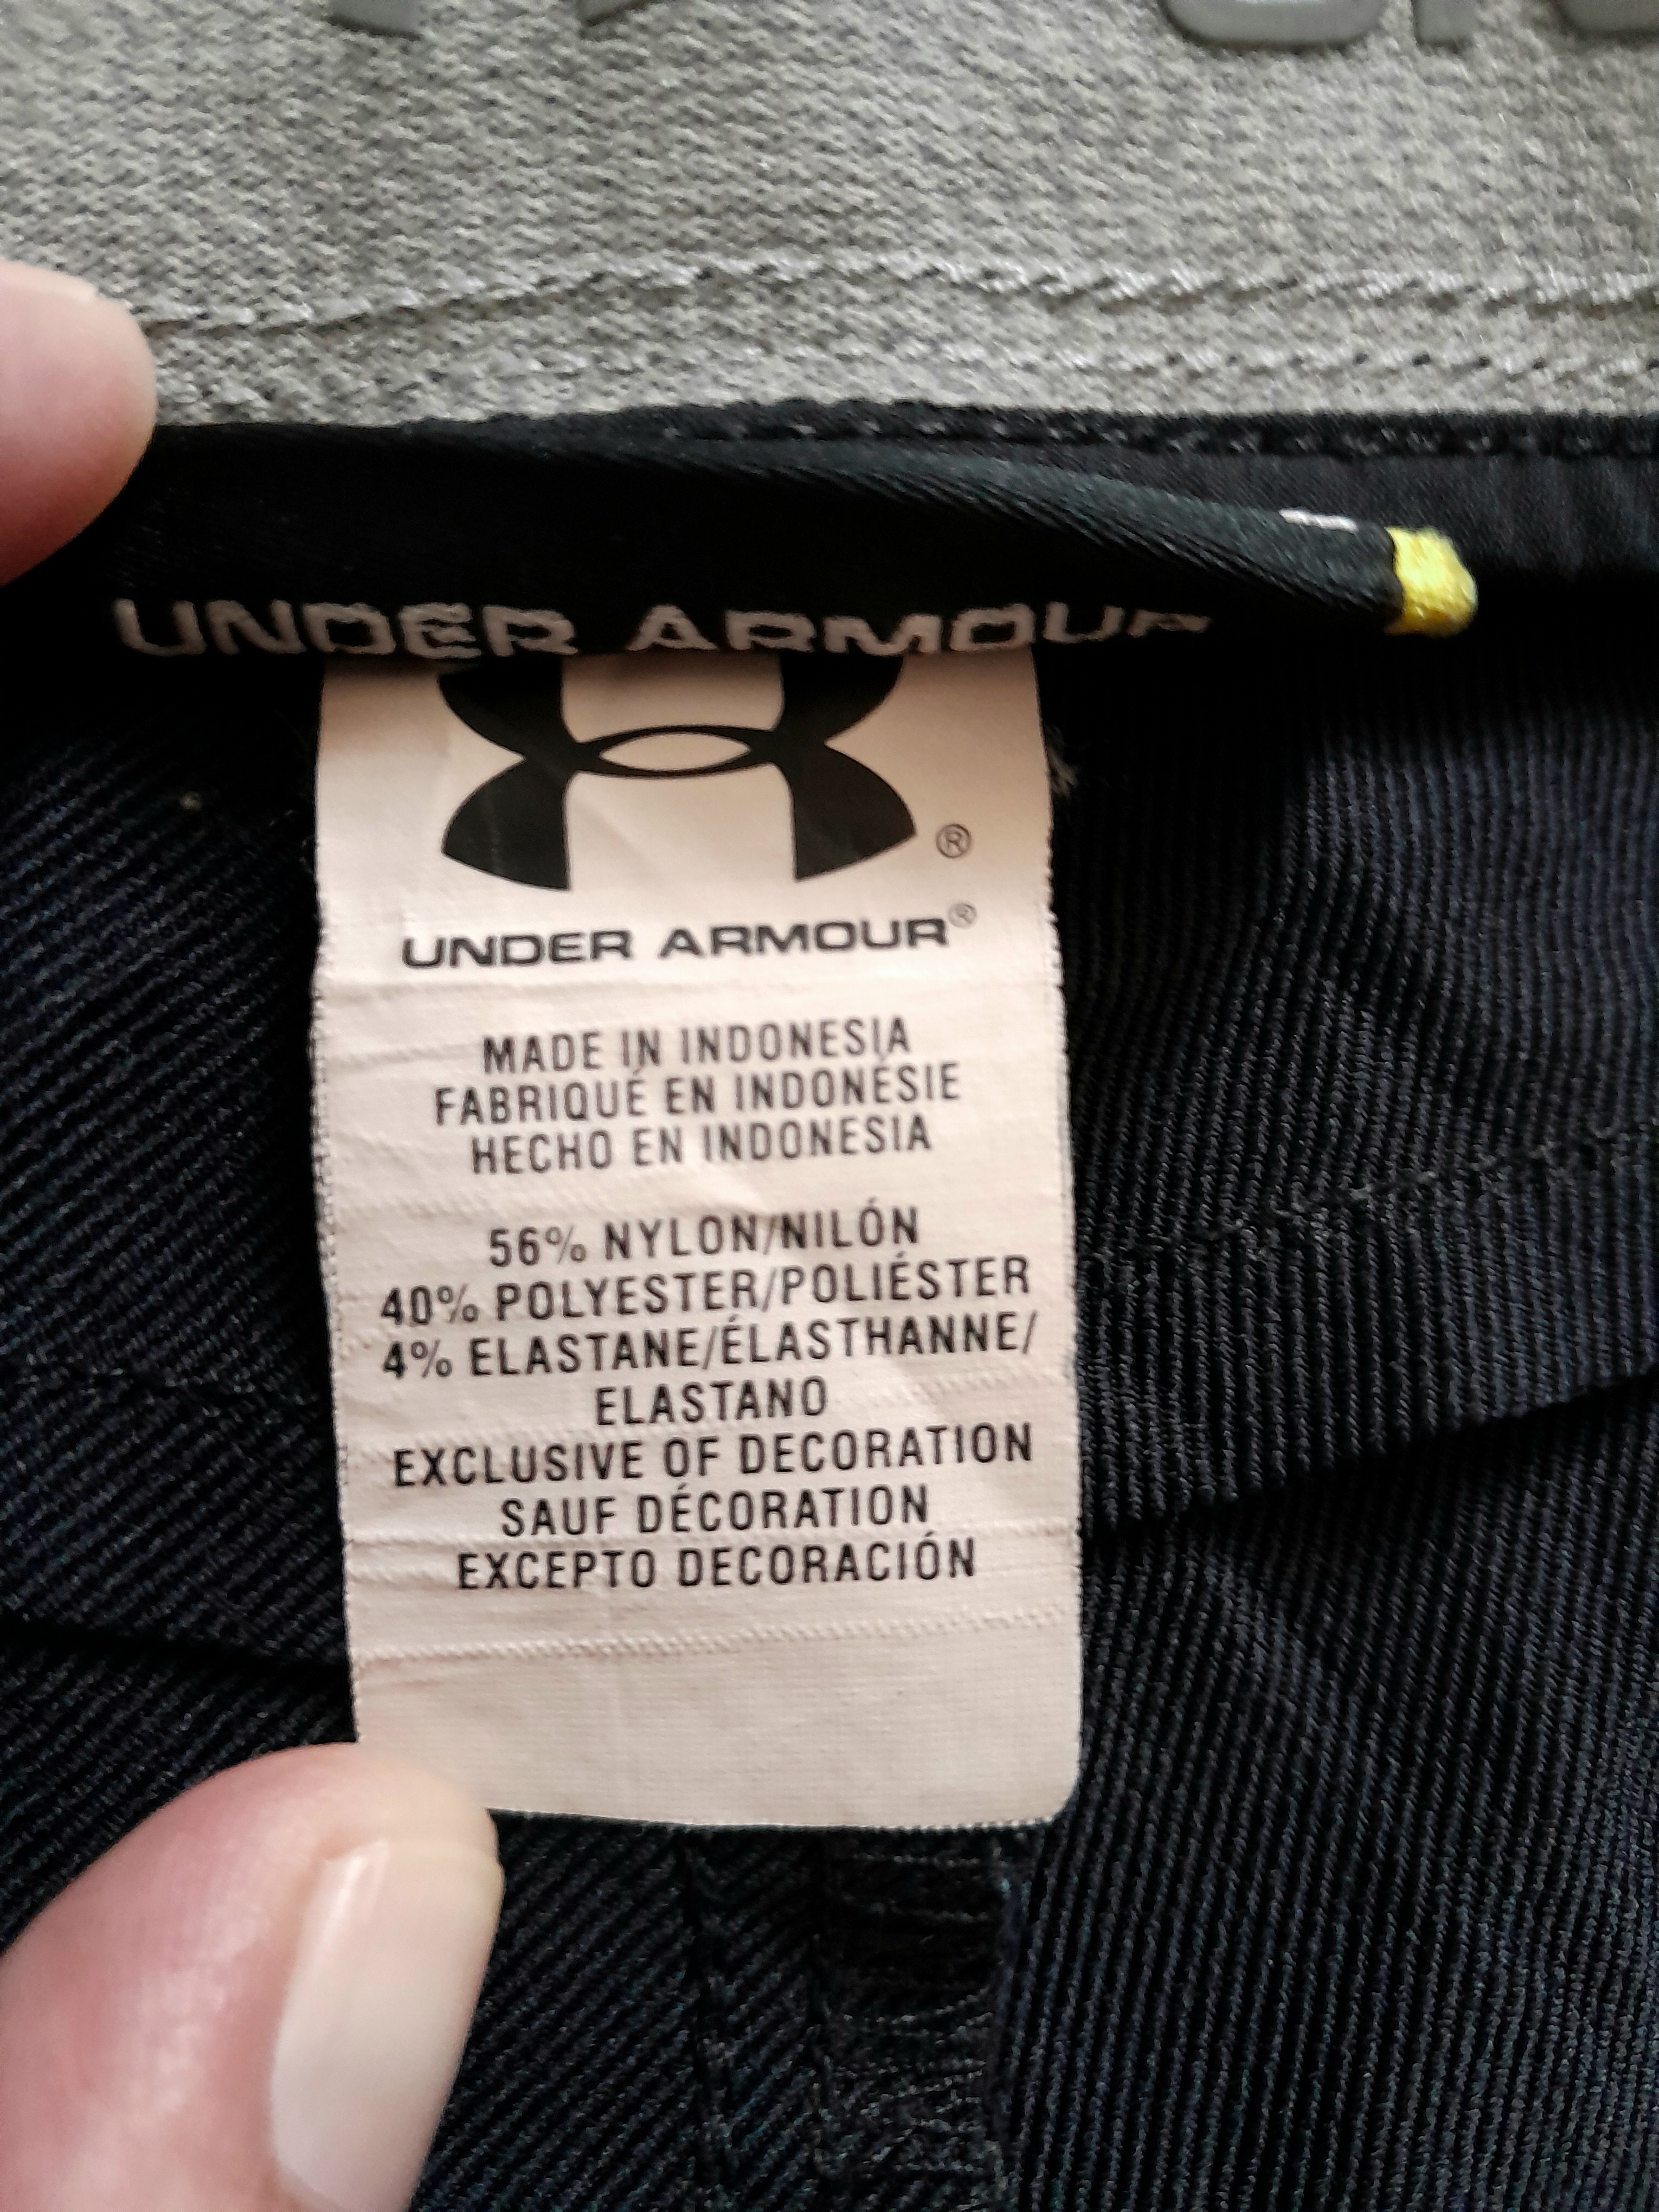 UNDER ARMOUR
®
UNDER ARMOUR®
MADE IN INDONESIA
FABRIQUÉ EN INDONÉSIE
HECHO EN INDONESIA
56% NYLON/NILÓN
40% POLYESTER/POLIÉSTER
4% ELASTANE/ÉLASTHANNE/
ELASTANO
EXCLUSIVE OF DECORATION
SAUF DÉCORATION
EXCEPTO DECORACIÓN